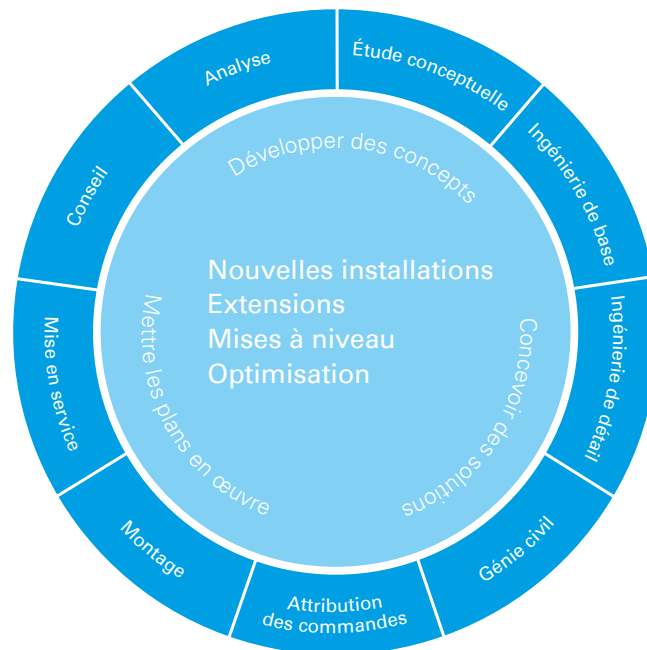 Analyse
Étude conceptuelle
Ingénierie de base
Ingénierie de détail
Génie civil
Attribution
des commandes
Montage
Mise en service
Conseil
Développer des concepts
Concevoir des solutions
Mettre les plans en œuvre
Nouvelles installations
Extensions
Mises à niveau
Optimisation